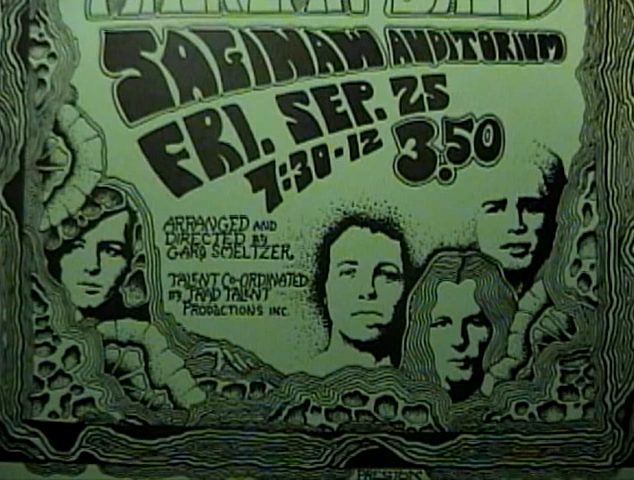 SAGINAW AUDITORIUM
FRI. SEP. 25
7:30-12 3.50
ARRANGED AND
DIRECTED BY
GARY SCELTZER,
TALENT CO-ORDINATED
BY TRAD TALENT
PRODUCTIONS INC.